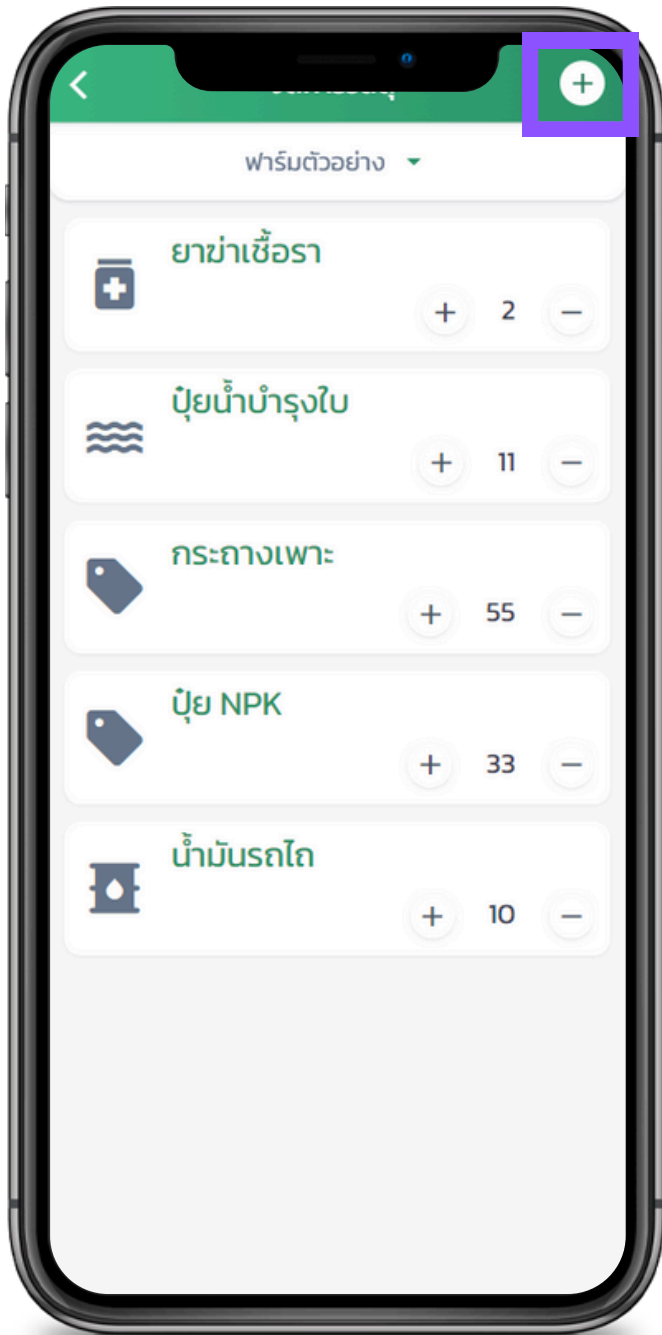 ฟาร์มตัวอย่าง
ยาฆ่าเชื้อรา
+ 2 −
ปุ๋ยน้ำบำรุงใบ
+ 11 −
กระถางเพาะ
+ 55 −
ปุ๋ย NPK
+ 33 −
น้ำมันรถไถ
+ 10 −